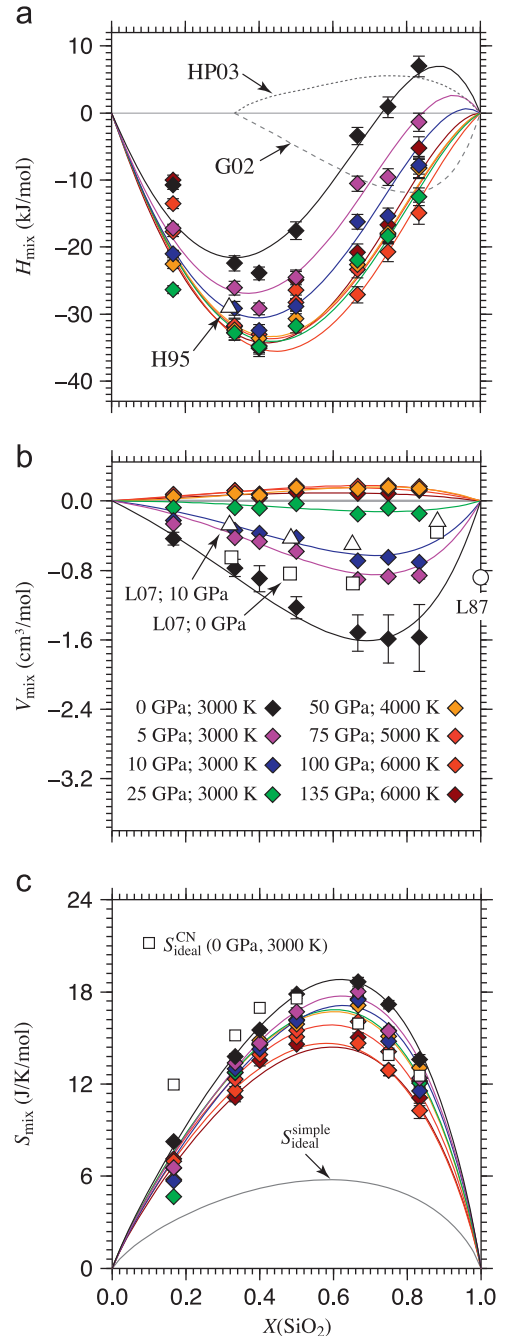 a
10
0
−10
−20
−30
−40
H_mix (kJ/mol)
HP03
G02
H95
b
0.0
−0.8
−1.6
−2.4
−3.2
V_mix (cm³/mol)
L07; 10 GPa
L07; 0 GPa
L87
0 GPa; 3000 K
50 GPa; 4000 K
5 GPa; 3000 K
75 GPa; 5000 K
10 GPa; 3000 K
100 GPa; 6000 K
25 GPa; 3000 K
135 GPa; 6000 K
c
24
18
12
6
0
S_mix (J/K/mol)
S_ideal^CN (0 GPa, 3000 K)
S_ideal^simple
0.0 0.2 0.4 0.6 0.8 1.0
X(SiO₂)